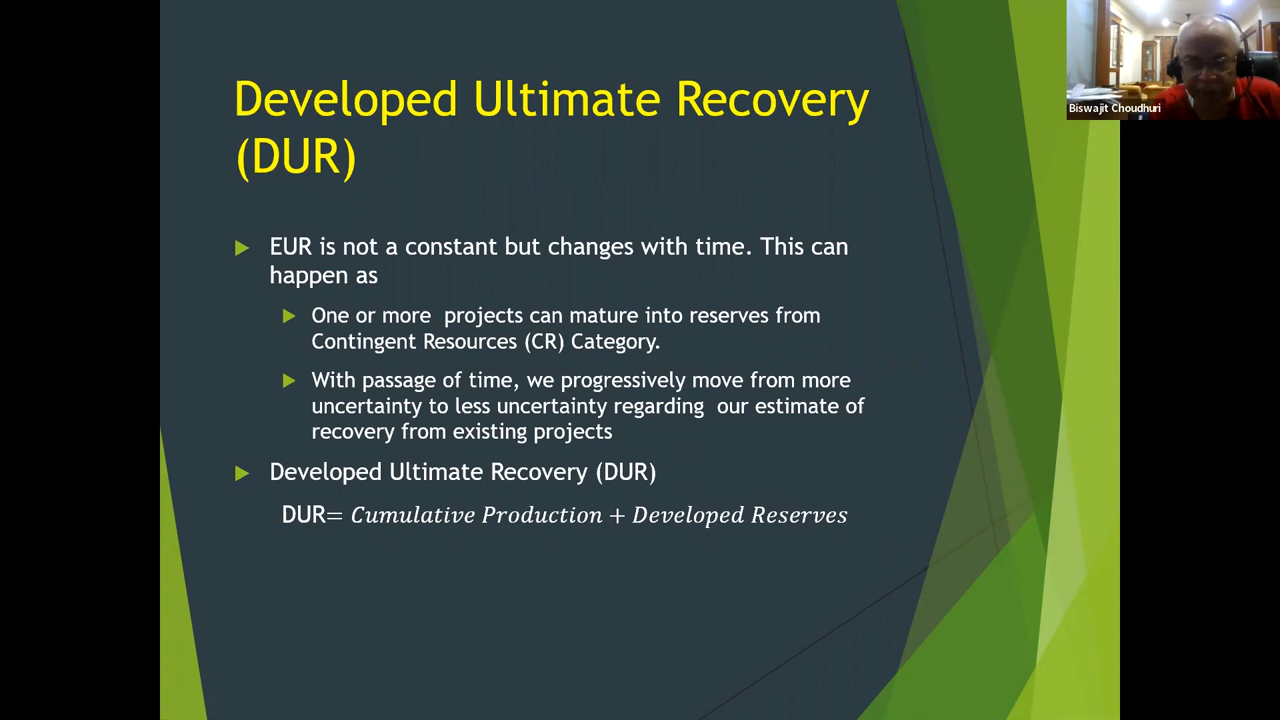 Developed Ultimate Recovery
(DUR)
EUR is not a constant but changes with time. This can
happen as
One or more projects can mature into reserves from
Contingent Resources (CR) Category.
With passage of time, we progressively move from more
uncertainty to less uncertainty regarding our estimate of
recovery from existing projects
Developed Ultimate Recovery (DUR)
DUR= Cumulative Production + Developed Reserves
Biswajit Choudhuri